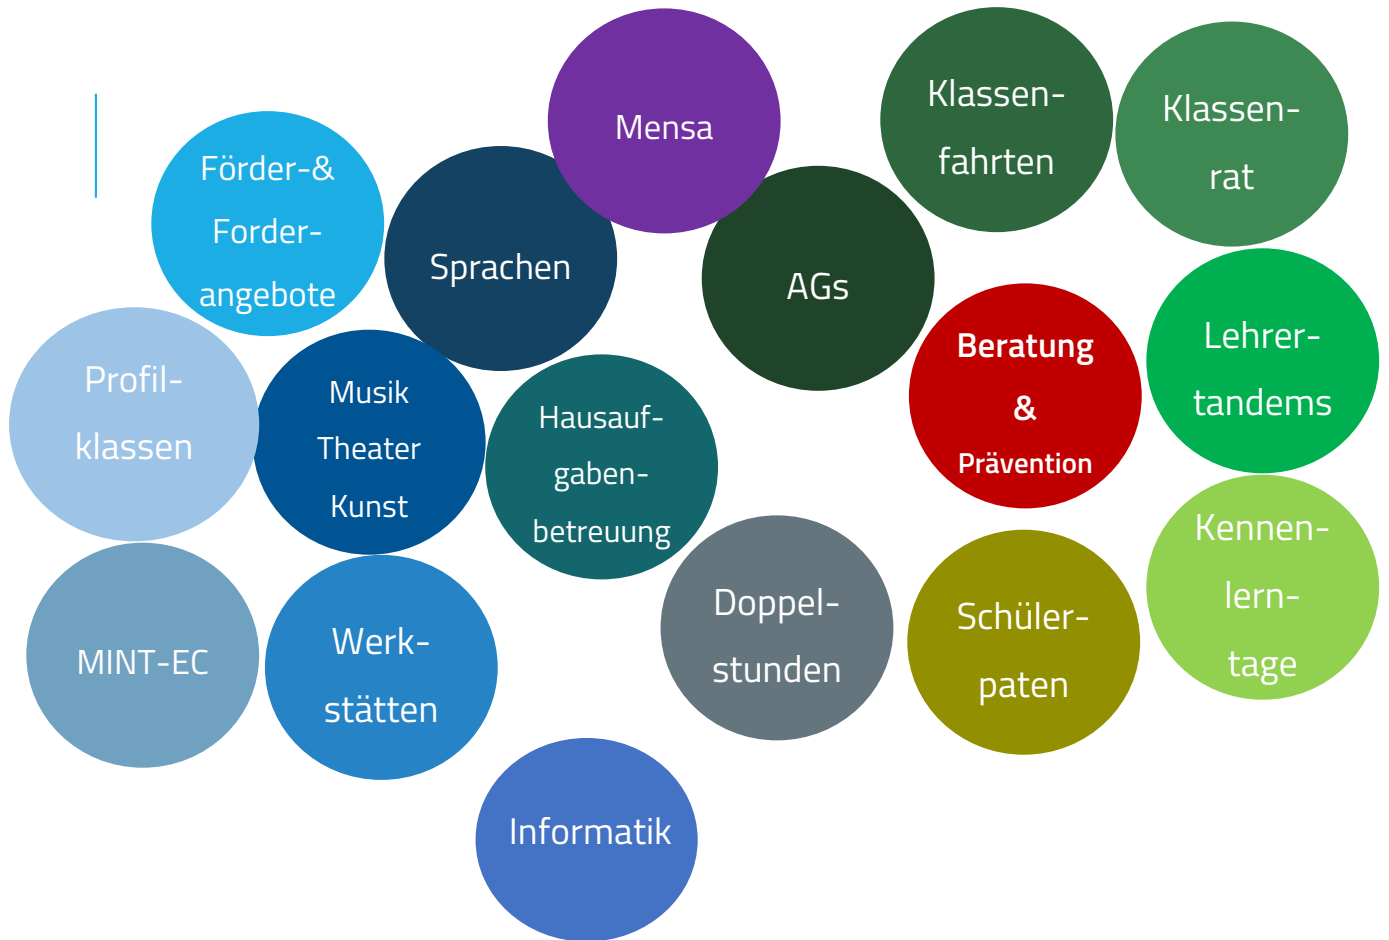 Mensa
Klassen-
fahrten
Klassen-
rat
Förder-&
Forder-
angebote
Sprachen
AGs
Beratung
&
Prävention
Lehrer-
tandems
Profil-
klassen
Musik
Theater
Kunst
Hausauf-
gaben-
betreuung
Kennen-
lern-
tage
MINT-EC
Werk-
stätten
Doppel-
stunden
Schüler-
paten
Informatik